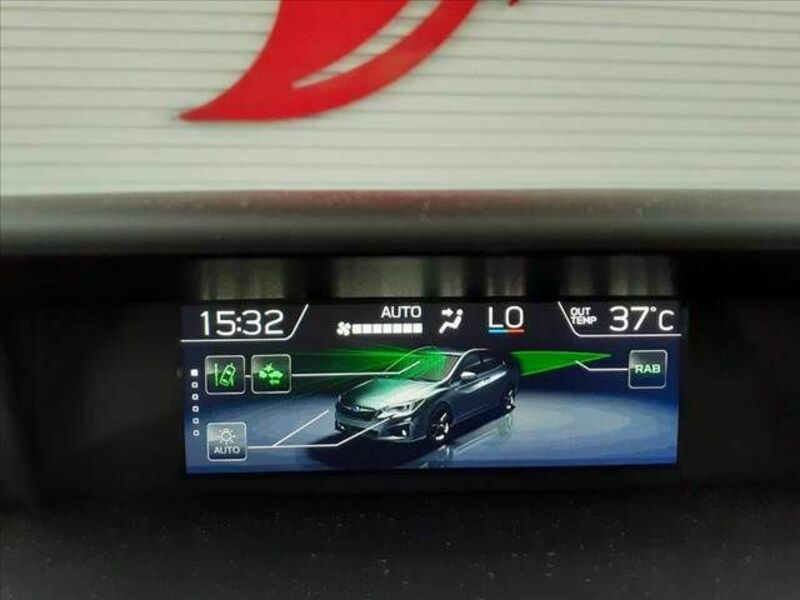 15:32
AUTO
LO
OUT TEMP
37°C
RAB
AUTO